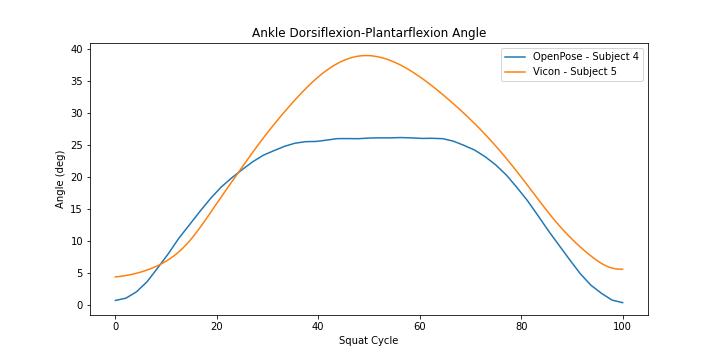 Ankle Dorsiflexion-Plantarflexion Angle
OpenPose - Subject 4
Vicon - Subject 5
Angle (deg)
40
35
30
25
20
15
10
5
0
0 20 40 60 80 100
Squat Cycle